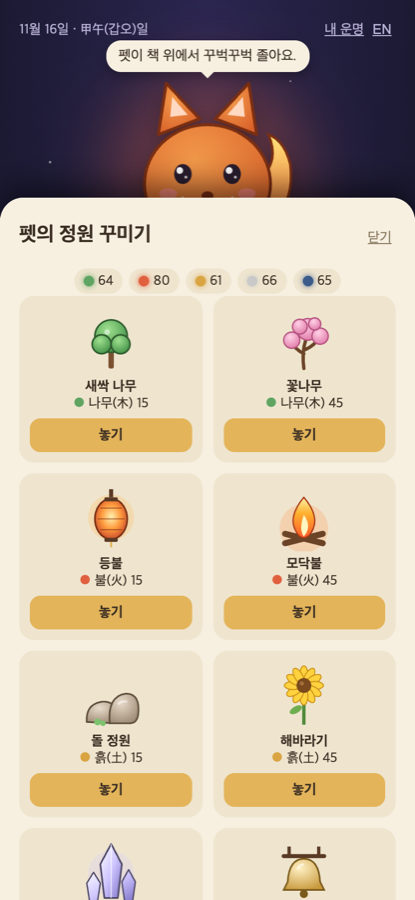 11월 16일 · 甲午(갑오)일
내 운명 EN
펫이 책 위에서 꾸벅꾸벅 졸아요.
펫의 정원 꾸미기
닫기
64 80 61 66 65
새싹 나무
나무(木) 15
놓기
꽃나무
나무(木) 45
놓기
등불
불(火) 15
놓기
모닥불
불(火) 45
놓기
돌 정원
흙(土) 15
놓기
해바라기
흙(土) 45
놓기